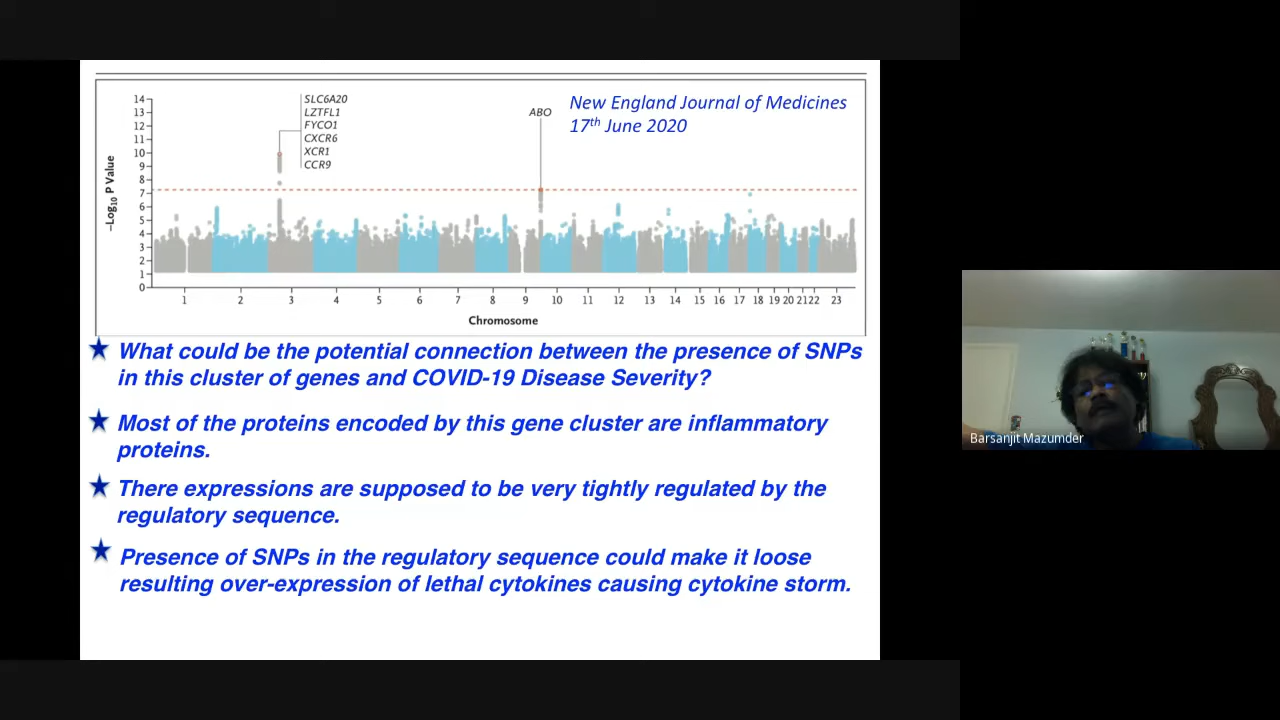 14
13
12
11
10
9
8
7
6
5
4
3
2
1
0
−Log10 P Value
SLC6A20
LZTFL1
FYCO1
CXCR6
XCR1
CCR9
ABO
New England Journal of Medicines
17th June 2020
1 2 3 4 5 6 7 8 9 10 11 12 13 14 15 16 17 18 19 20 21 22 23
Chromosome
What could be the potential connection between the presence of SNPs
in this cluster of genes and COVID-19 Disease Severity?
Most of the proteins encoded by this gene cluster are inflammatory
proteins.
There expressions are supposed to be very tightly regulated by the
regulatory sequence.
Presence of SNPs in the regulatory sequence could make it loose
resulting over-expression of lethal cytokines causing cytokine storm.
Barsanjit Mazumder